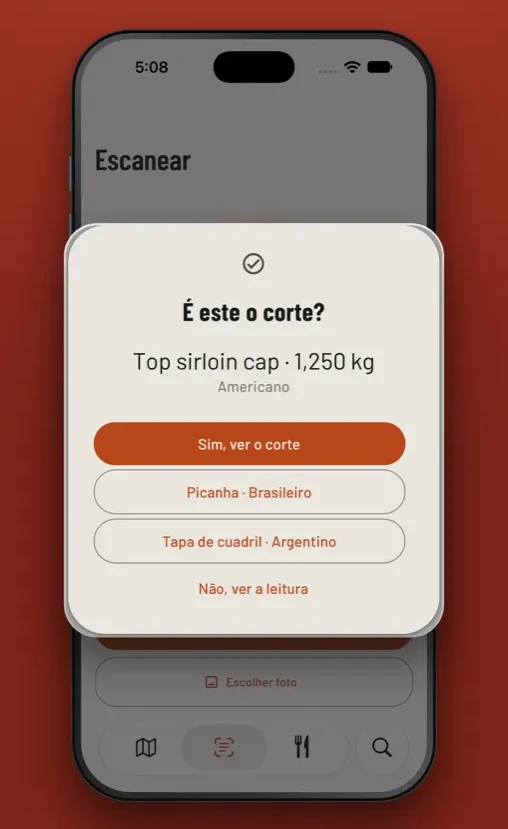 5:08
Escanear
É este o corte?
Top sirloin cap · 1,250 kg
Americano
Sim, ver o corte
Picanha · Brasileiro
Tapa de cuadril · Argentino
Não, ver a leitura
Escolher foto